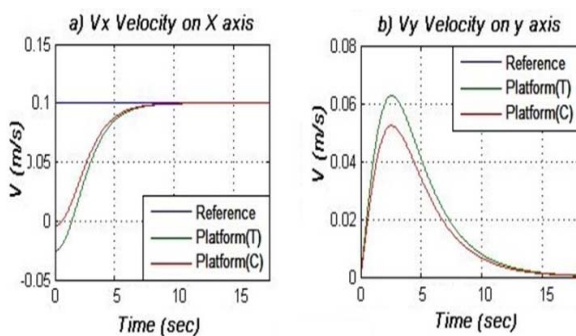 a) Vx Velocity on X axis
0.15
0.1
0.05
0
-0.05
V (m/s)
Reference
Platform(T)
Platform(C)
0
5
10
15
Time (sec)
b) Vy Velocity on y axis
0.08
0.06
0.04
0.02
0
V (m/s)
Reference
Platform(T)
Platform(C)
0
5
10
15
Time (sec)